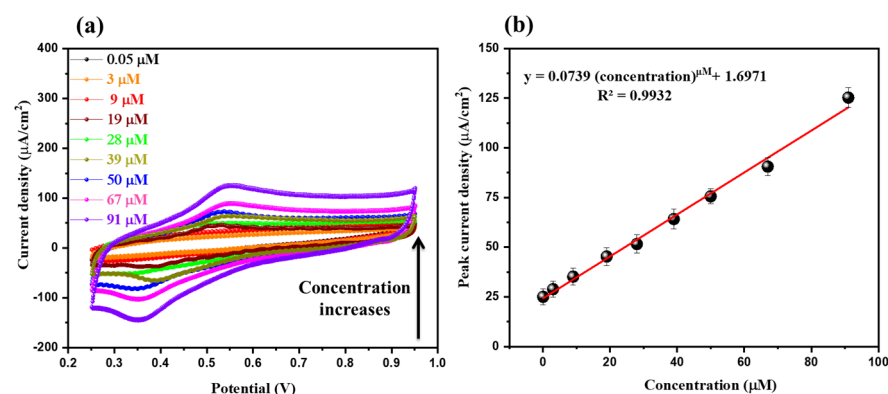 (a)
400
300
200
100
0
-100
-200
0.2 0.3 0.4 0.5 0.6 0.7 0.8 0.9 1.0
Current density (μA/cm²)
Potential (V)
0.05 μM
3 μM
9 μM
19 μM
28 μM
39 μM
50 μM
67 μM
91 μM
Concentration
increases
(b)
150
125
100
75
50
25
0
0 20 40 60 80 100
Peak current density (μA/cm²)
Concentration (μM)
y = 0.0739 (concentration)^μM + 1.6971
R² = 0.9932